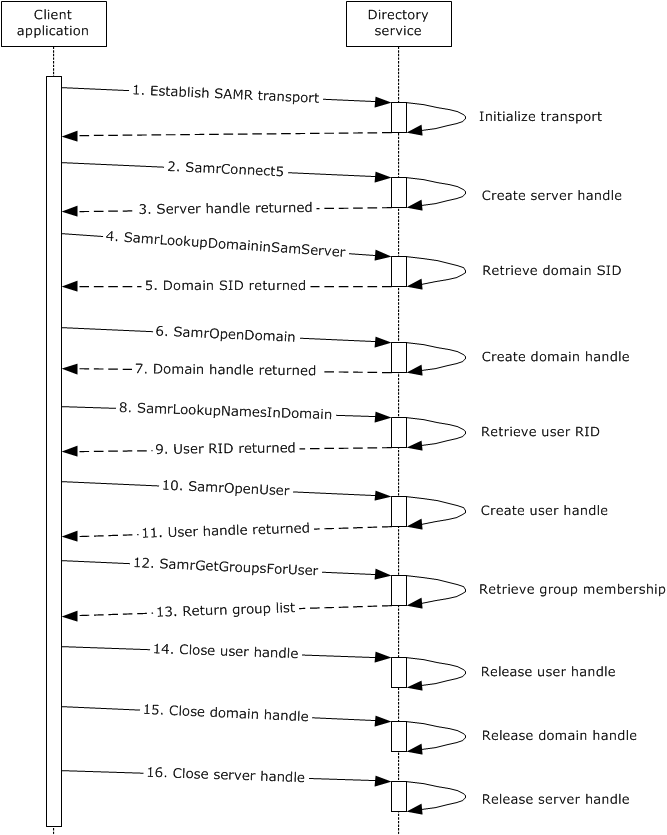 Client
application
Directory
service
1. Establish SAMR transport
Initialize transport
2. SamrConnect5
Create server handle
3. Server handle returned
4. SamrLookupDomaininSamServer
Retrieve domain SID
5. Domain SID returned
6. SamrOpenDomain
Create domain handle
7. Domain handle returned
8. SamrLookupNamesInDomain
Retrieve user RID
9. User RID returned
10. SamrOpenUser
Create user handle
11. User handle returned
12. SamrGetGroupsForUser
Retrieve group membership
13. Return group list
14. Close user handle
Release user handle
15. Close domain handle
Release domain handle
16. Close server handle
Release server handle